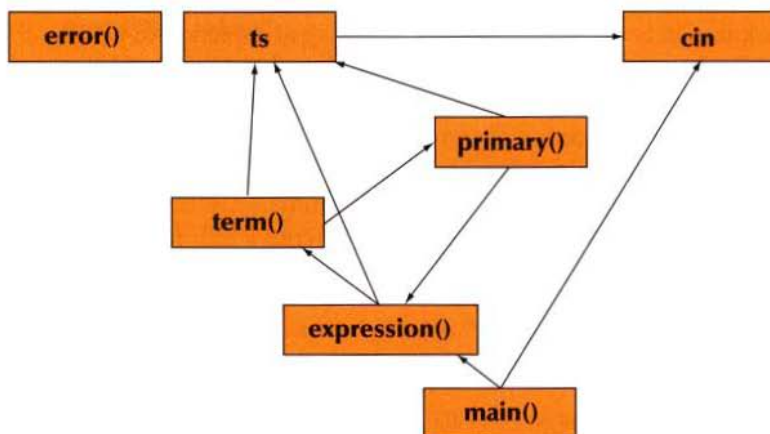 error()
ts
cin
primary()
term()
expression()
main()